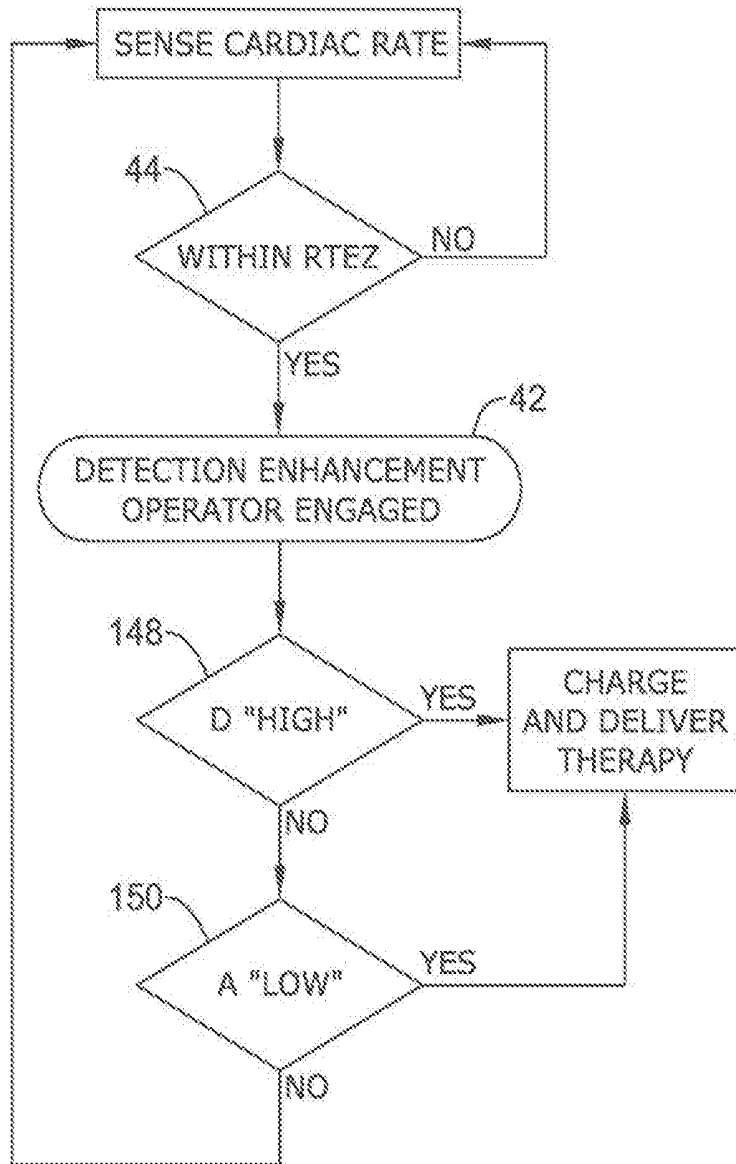 SENSE CARDIAC RATE
44
WITHIN RTEZ
NO
YES
42
DETECTION ENHANCEMENT
OPERATOR ENGAGED
148
D "HIGH"
YES
CHARGE
AND DELIVER
THERAPY
NO
150
A "LOW"
YES
NO